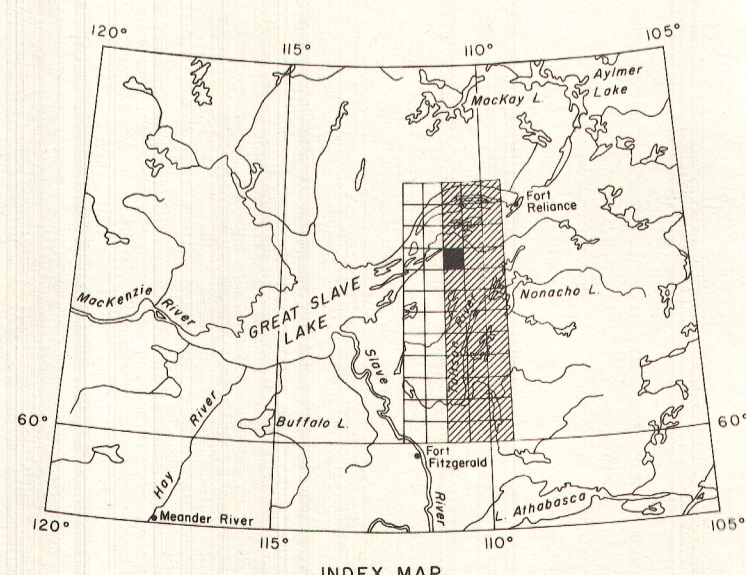 120°
115°
110°
105°
Aylmer
Lake
MacKay L.
Fort
Reliance
MacKenzie
River
GREAT SLAVE
LAKE
Nonacho L.
River
Slave
River
Hay
Buffalo L.
60°
60°
Fort
Fitzgerald
River
L. Athabasca
Meander River
120°
115°
110°
105°
INDEX MAP